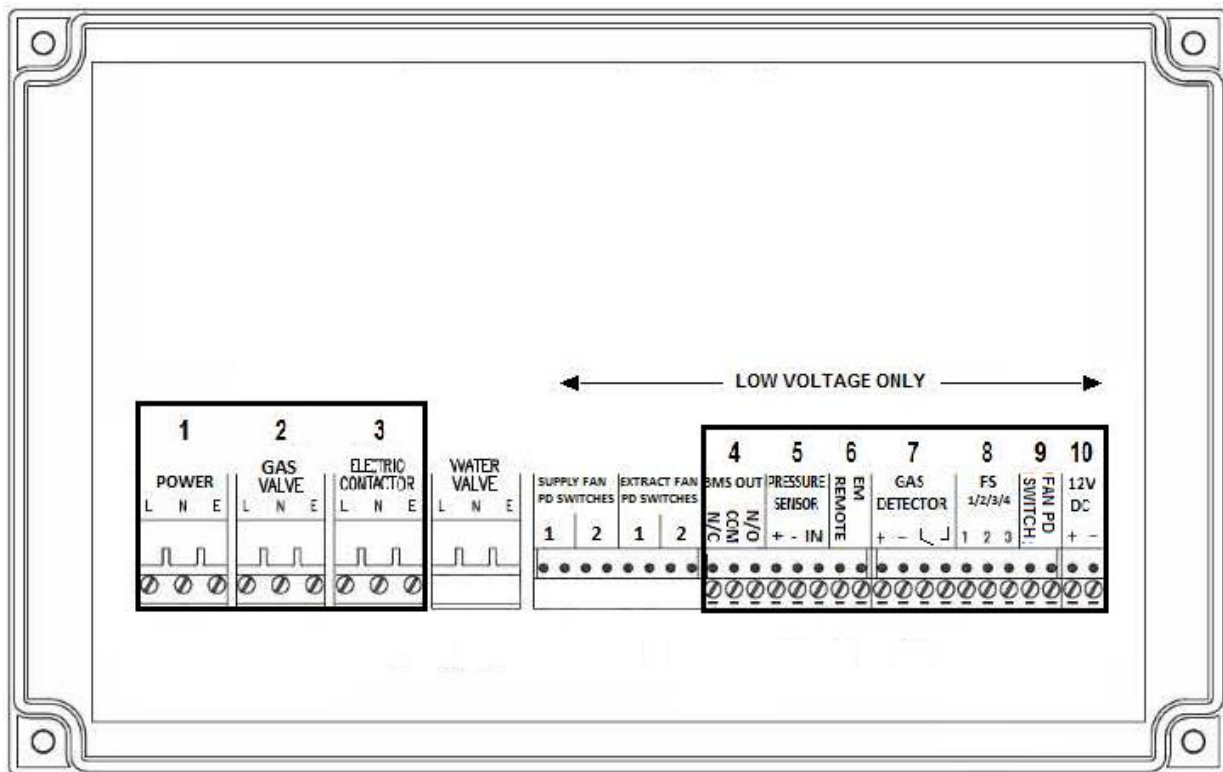 LOW VOLTAGE ONLY
1 2 3
POWER GAS VALVE ELECTRIC CONTACTOR WATER VALVE
L N E L N E L N E L N E
SUPPLY FAN EXTRACT FAN
PD SWITCHES PD SWITCHES
1 2 1 2
4 5 6 7 8 9 10
BMS OUT PRESSURE SENSOR EM REMOTE GAS DETECTOR FS 1/2/3/4 FAN PD SWITCH 12V DC
N/C COM N/O + - IN + - 1 2 3 + -